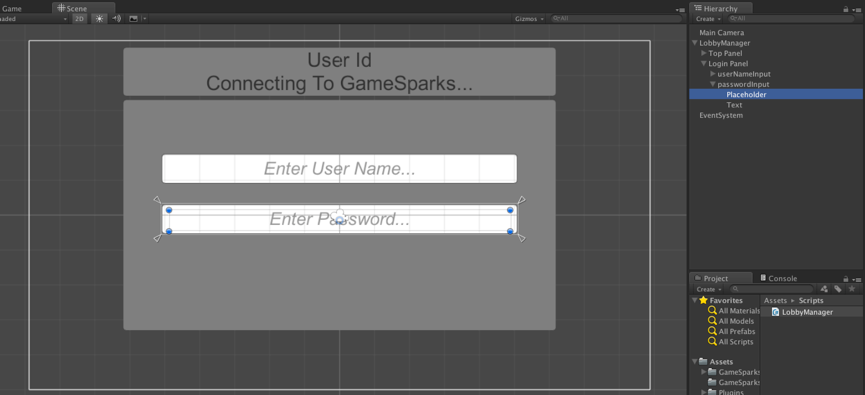 Game
Scene
Hierarchy
2D
Gizmos
All
Create
All
User Id
Connecting To GameSparks...
Enter User Name...
Enter Password...
Main Camera
LobbyManager
Top Panel
Login Panel
userNameInput
passwordInput
Placeholder
Text
EventSystem
Project
Console
Create
Favorites
All Materials
All Models
All Prefabs
All Scripts
Assets
GameSparks
GameSparks
Plugins
Assets
Scripts
LobbyManager